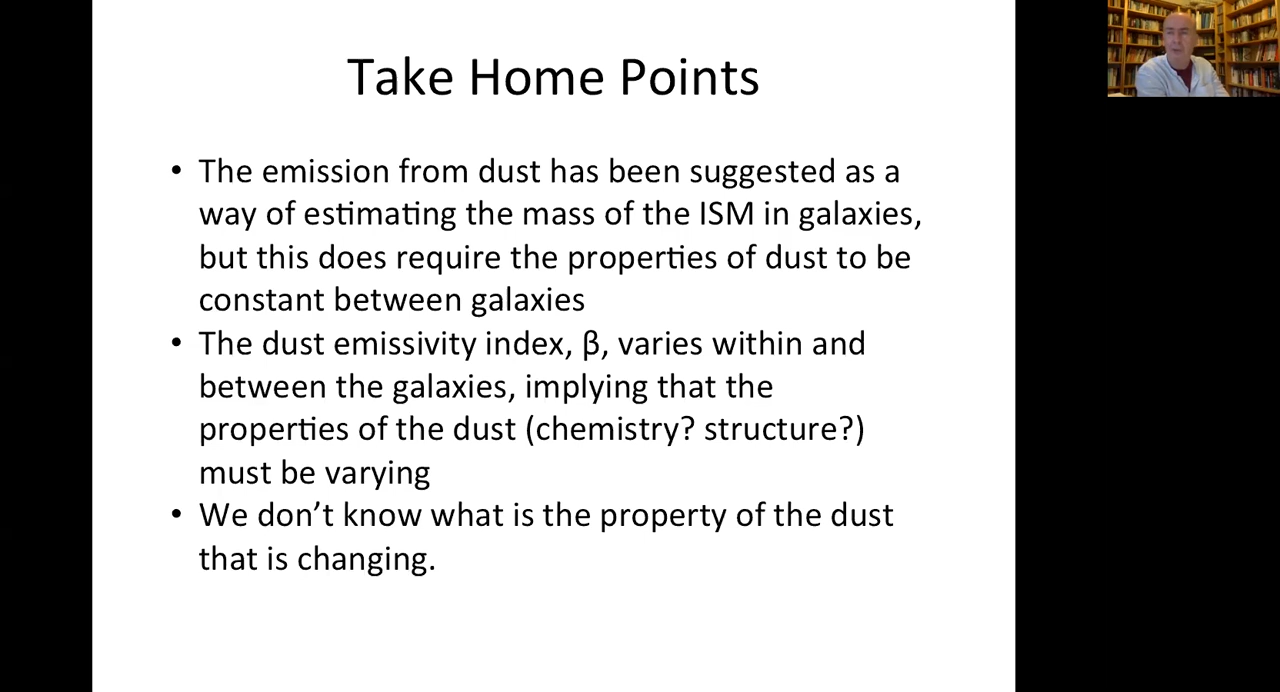 Take Home Points
• The emission from dust has been suggested as a
way of estimating the mass of the ISM in galaxies,
but this does require the properties of dust to be
constant between galaxies
• The dust emissivity index, β, varies within and
between the galaxies, implying that the
properties of the dust (chemistry? structure?)
must be varying
• We don’t know what is the property of the dust
that is changing.